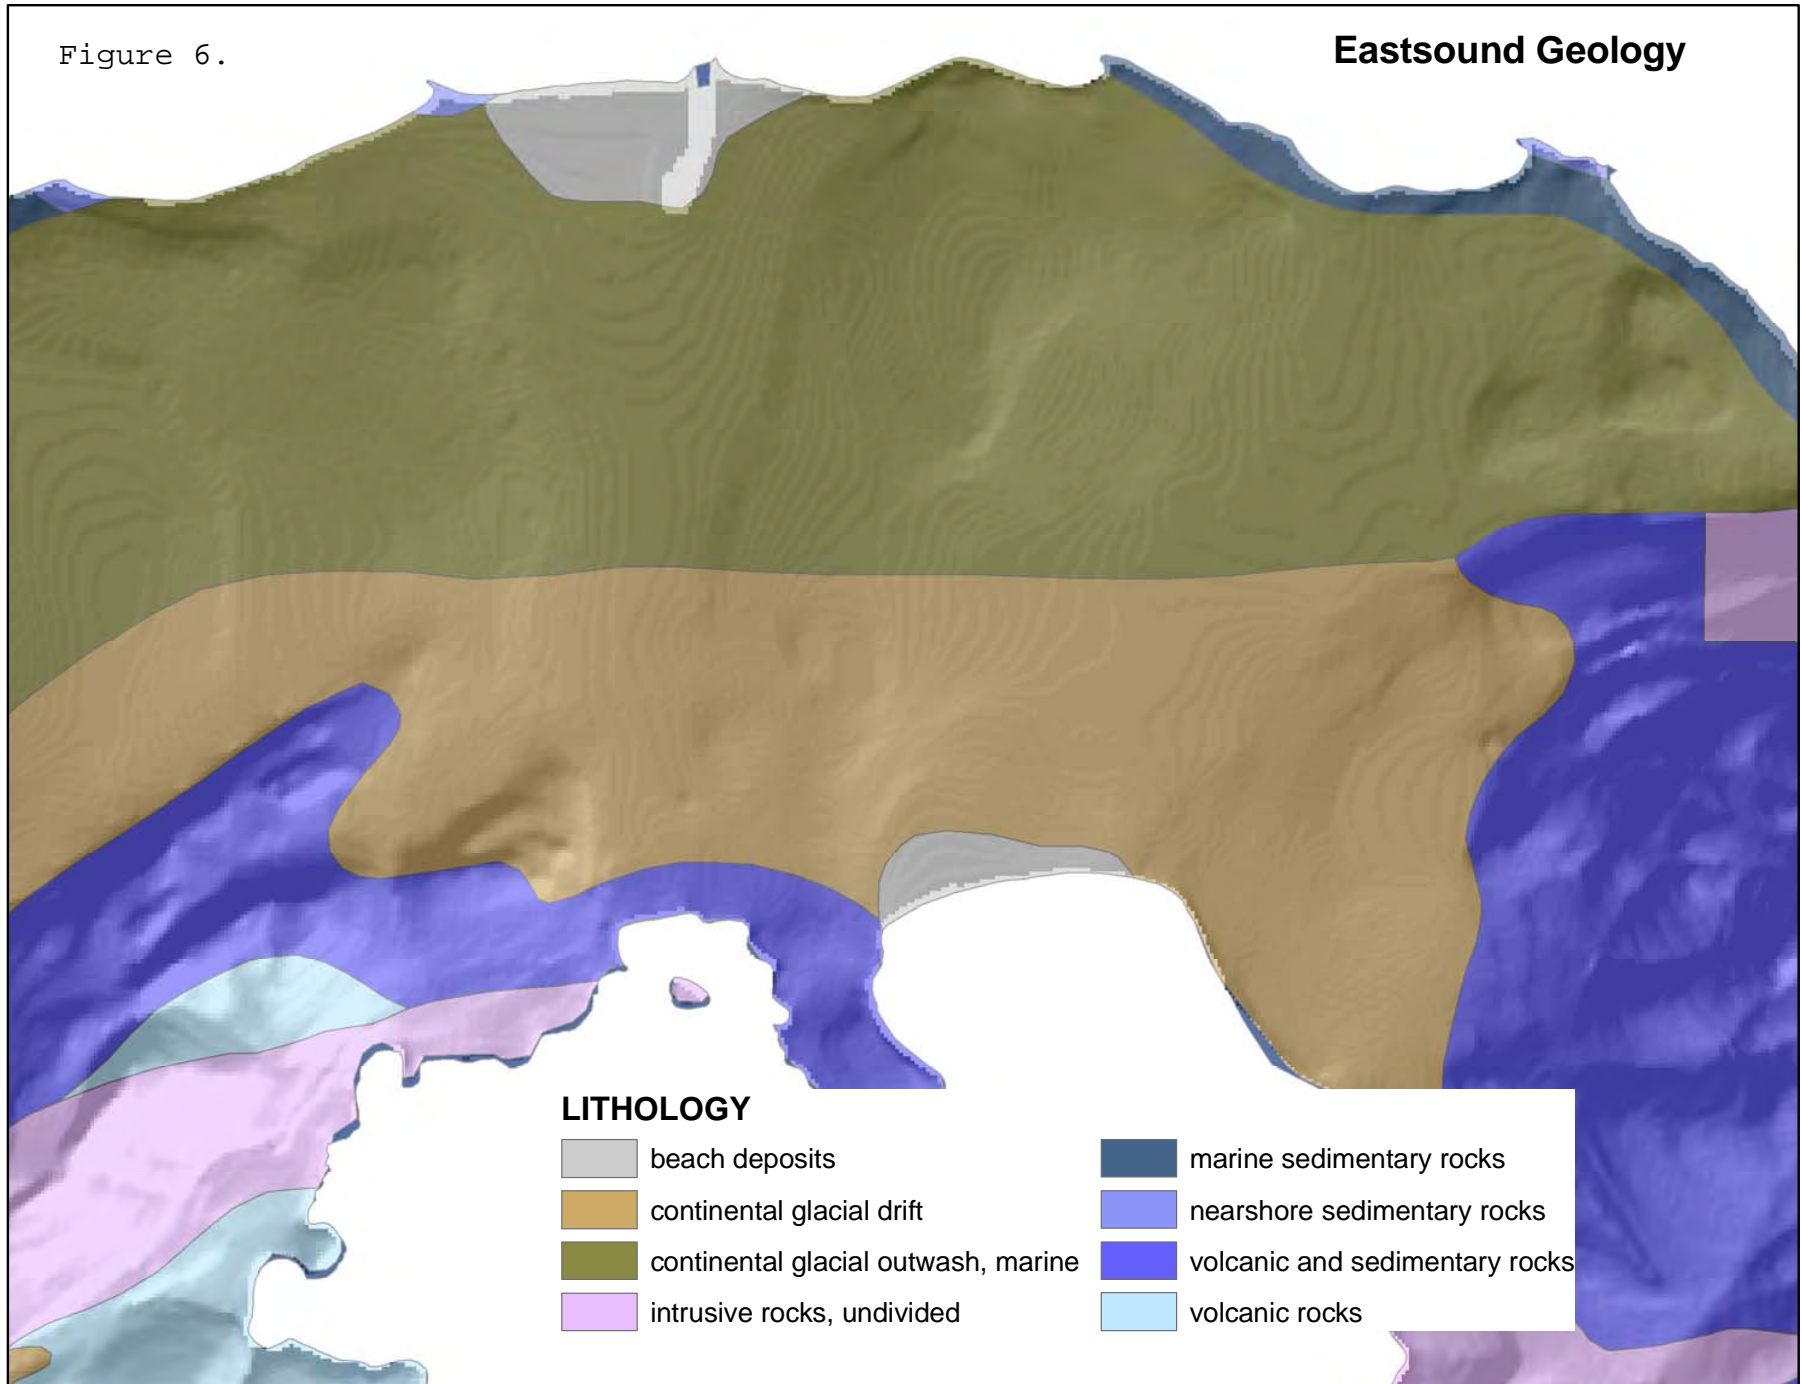 Figure 6.
Eastsound Geology
LITHOLOGY
beach deposits
continental glacial drift
continental glacial outwash, marine
intrusive rocks, undivided
marine sedimentary rocks
nearshore sedimentary rocks
volcanic and sedimentary rocks
volcanic rocks